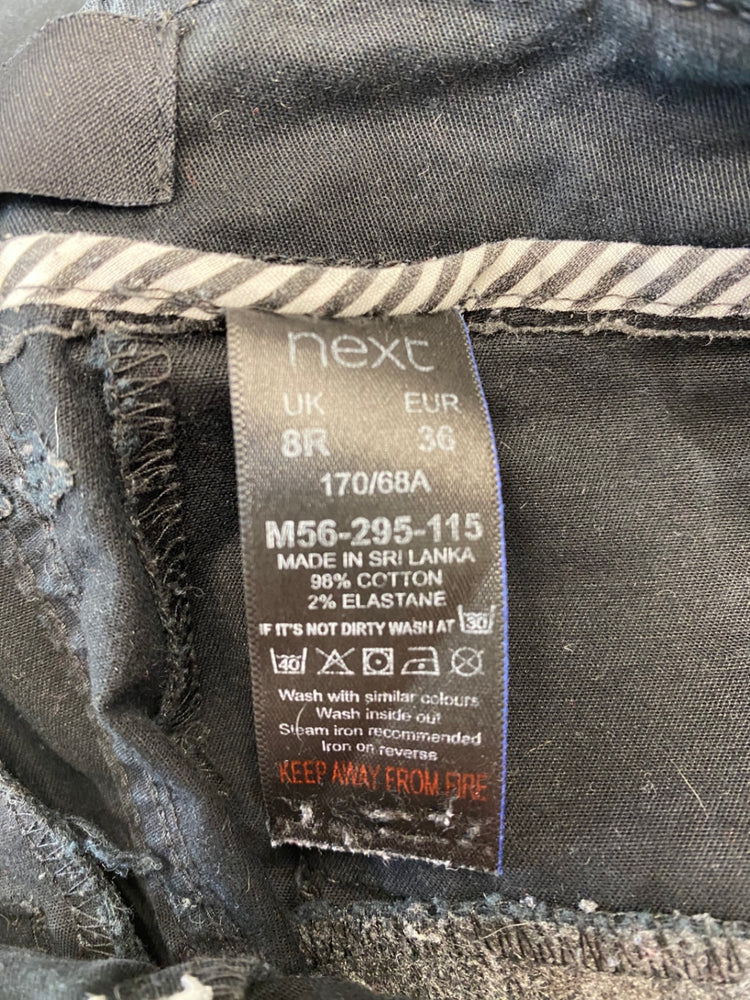 next
UK EUR
8R 36
170/68A
M56-295-115
MADE IN SRI LANKA
98% COTTON
2% ELASTANE
IF IT'S NOT DIRTY WASH AT 30
40
Wash with similar colours
Wash inside out
Steam iron recommended
Iron on reverse
KEEP AWAY FROM FIRE